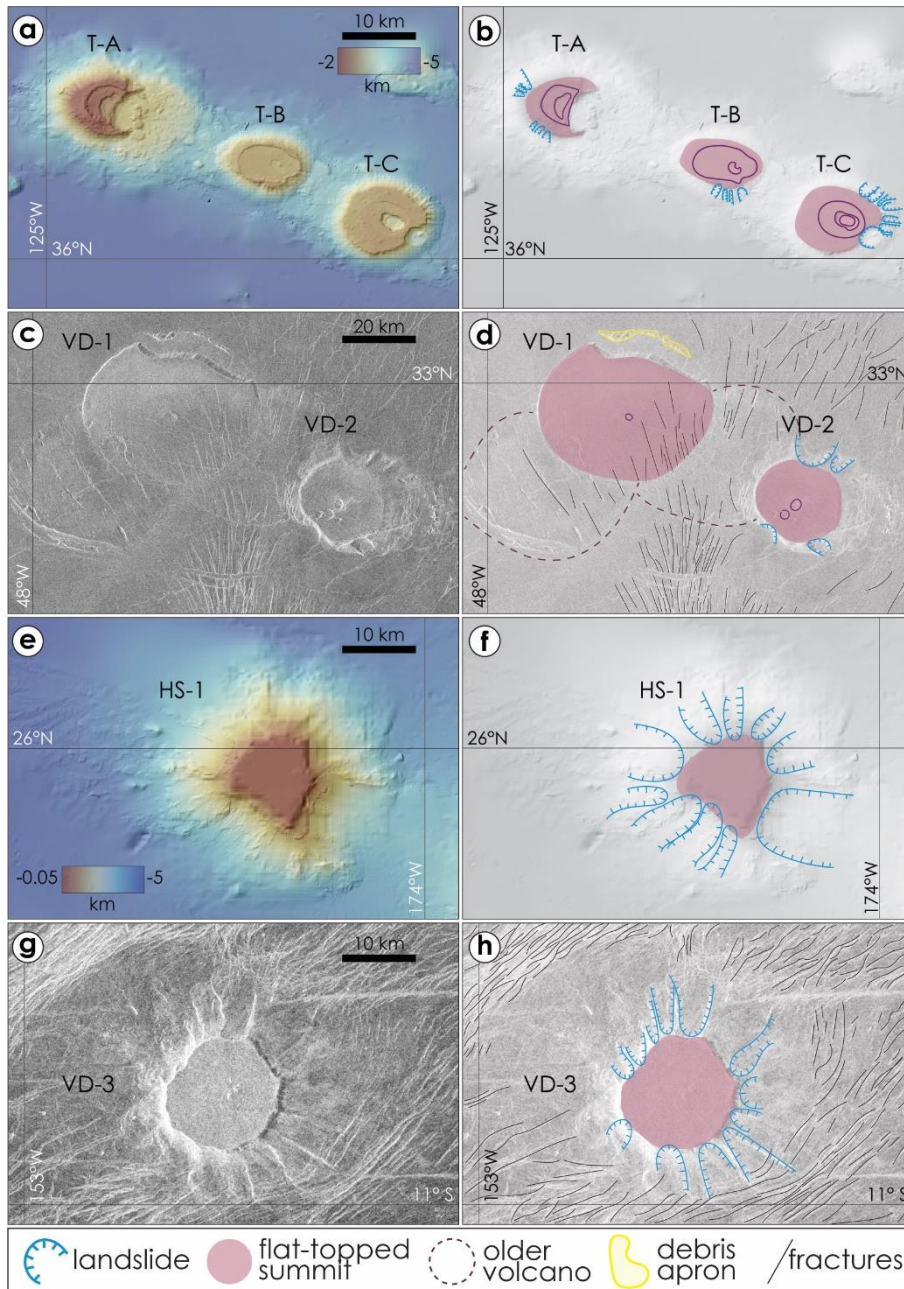 a
10 km
T-A
-2
-5
km
T-B
T-C
125°W
36°N
b
T-A
T-B
T-C
125°W
36°N
c
VD-1
20 km
33°N
VD-2
48°W
d
VD-1
33°N
VD-2
48°W
e
10 km
HS-1
26°N
-0.05
-5
km
174°W
f
HS-1
26°N
174°W
g
10 km
VD-3
153°W
11° S
h
VD-3
153°W
11° S
landslide
flat-topped
summit
older
volcano
debris
apron
fractures